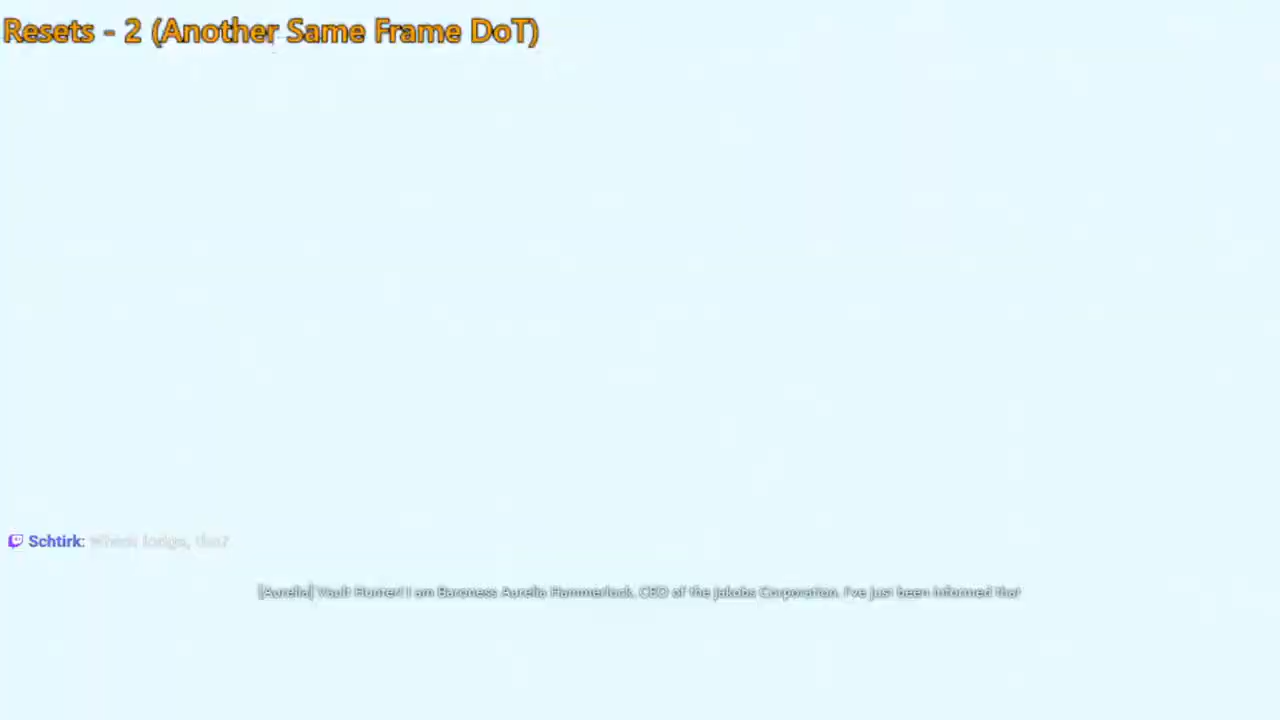 Resets - 2 (Another Same Frame DoT)
Schtirk:
[Aurelia] Vault Hunter! I am Baroness Aurelia Hammerlock, CEO of the Jakobs Corporation. I've just been informed that